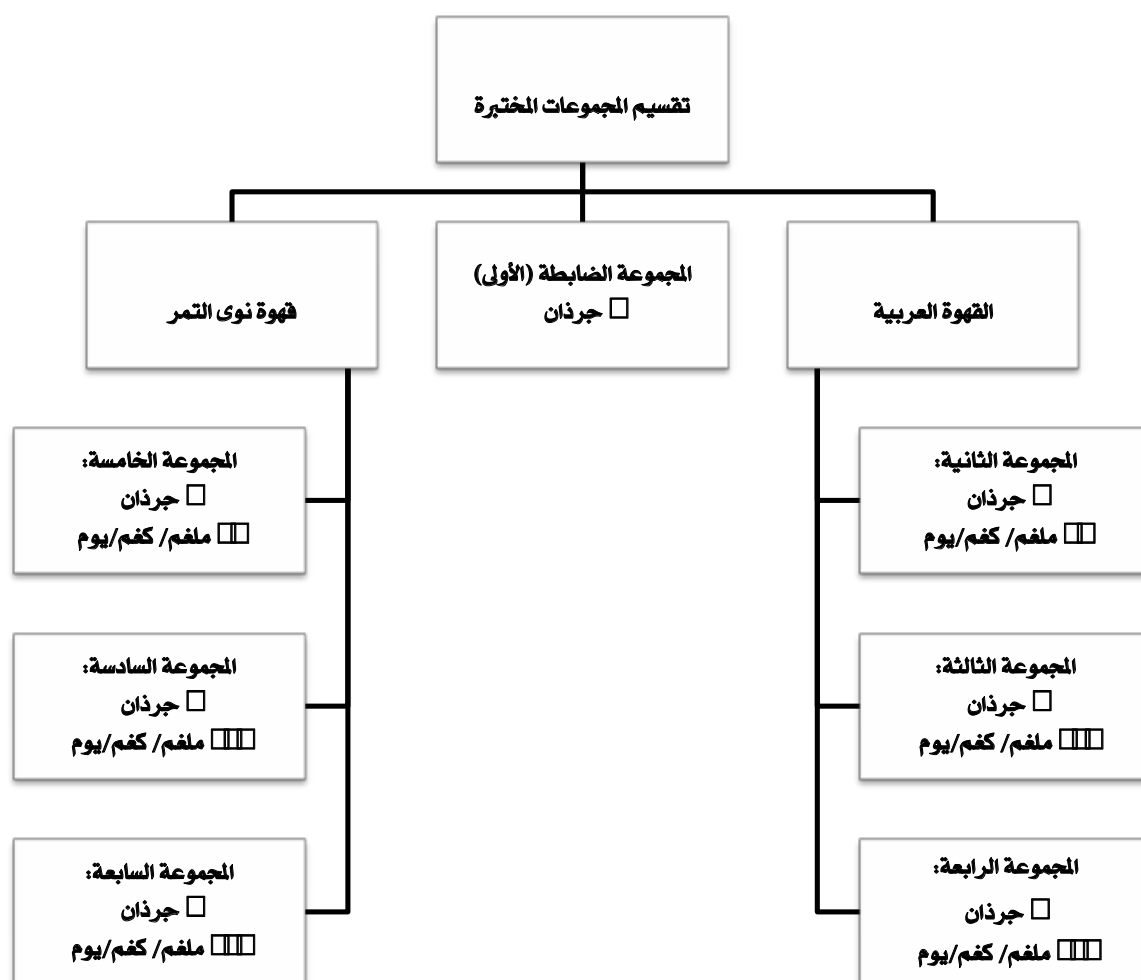 تقسيم المجموعات المختبرة
القهوة العربية
المجموعة الضابطة (الأولى)
□ جرذان
قهوة نوى التمر
المجموعة الثانية:
□ جرذان
□□ ملغم/ كغم/يوم
المجموعة الثالثة:
□ جرذان
□□□ ملغم/ كغم/يوم
المجموعة الرابعة:
□ جرذان
□□□ ملغم/ كغم/يوم
المجموعة الخامسة:
□ جرذان
□□ ملغم/ كغم/يوم
المجموعة السادسة:
□ جرذان
□□□ ملغم/ كغم/يوم
المجموعة السابعة:
□ جرذان
□□□ ملغم/ كغم/يوم